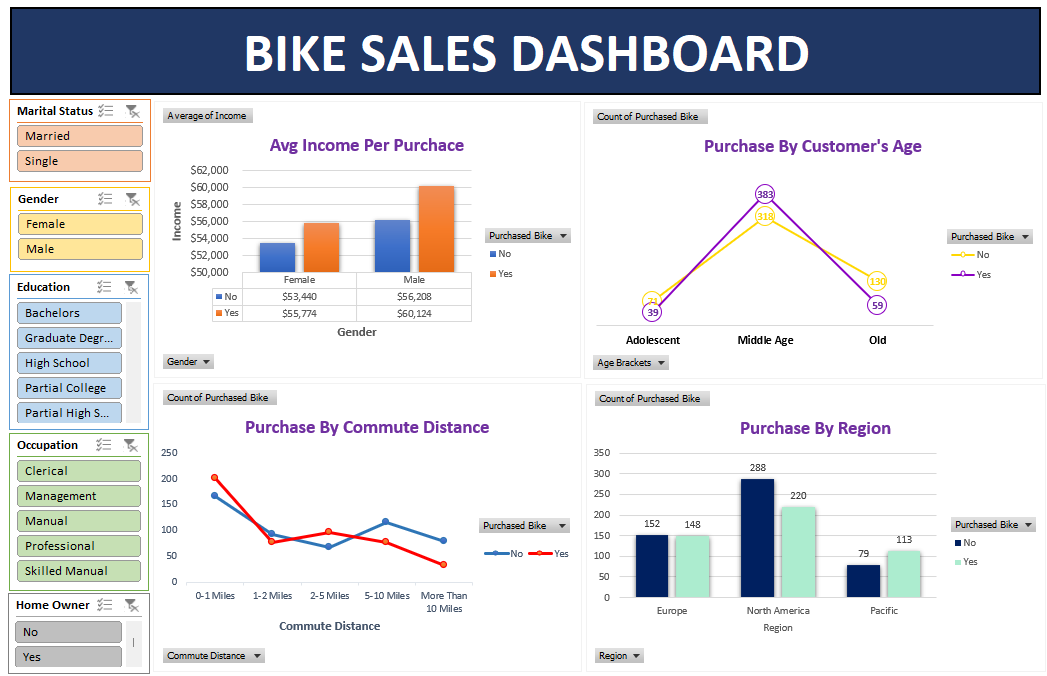 BIKE SALES DASHBOARD
Marital Status
Married
Single
Gender
Female
Male
Education
Bachelors
Graduate Degr...
High School
Partial College
Partial High S...
Occupation
Clerical
Management
Manual
Professional
Skilled Manual
Home Owner
No
Yes
Average of Income
Avg Income Per Purchace
$62,000
$60,000
$58,000
$56,000
$54,000
$52,000
$50,000
Income
Female Male
No $53,440 $56,208
Yes $55,774 $60,124
Gender
Purchased Bike
No
Yes
Gender
Count of Purchased Bike
Purchase By Customer's Age
383
318
71
39
130
59
Adolescent Middle Age Old
Purchased Bike
No
Yes
Age Brackets
Count of Purchased Bike
Purchase By Commute Distance
250
200
150
100
50
0
0-1 Miles 1-2 Miles 2-5 Miles 5-10 Miles More Than
10 Miles
Commute Distance
Purchased Bike
No Yes
Commute Distance
Count of Purchased Bike
Purchase By Region
350
300
250
200
150
100
50
0
152 148 288 220 79 113
Europe North America Pacific
Region
Purchased Bike
No
Yes
Region